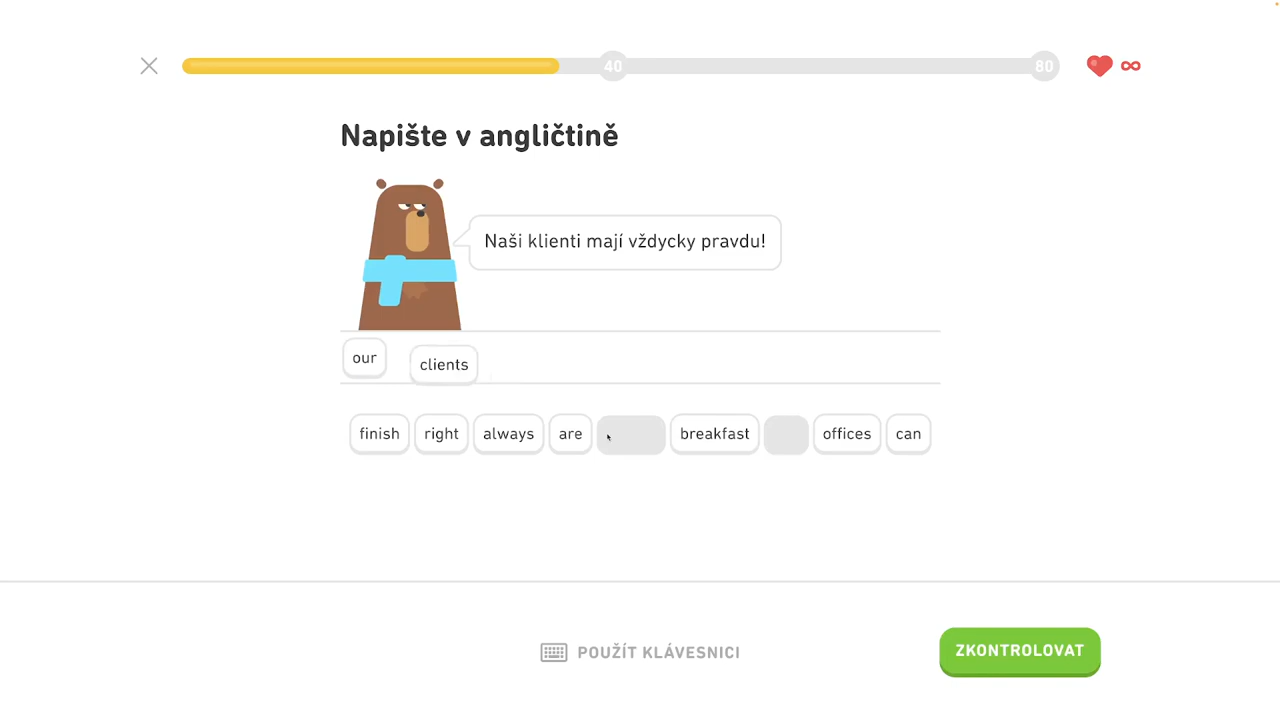 40
80
Napište v angličtině
Naši klienti mají vždycky pravdu!
our clients
finish right always are breakfast offices can
POUŽÍT KLÁVESNICI
ZKONTROLOVAT